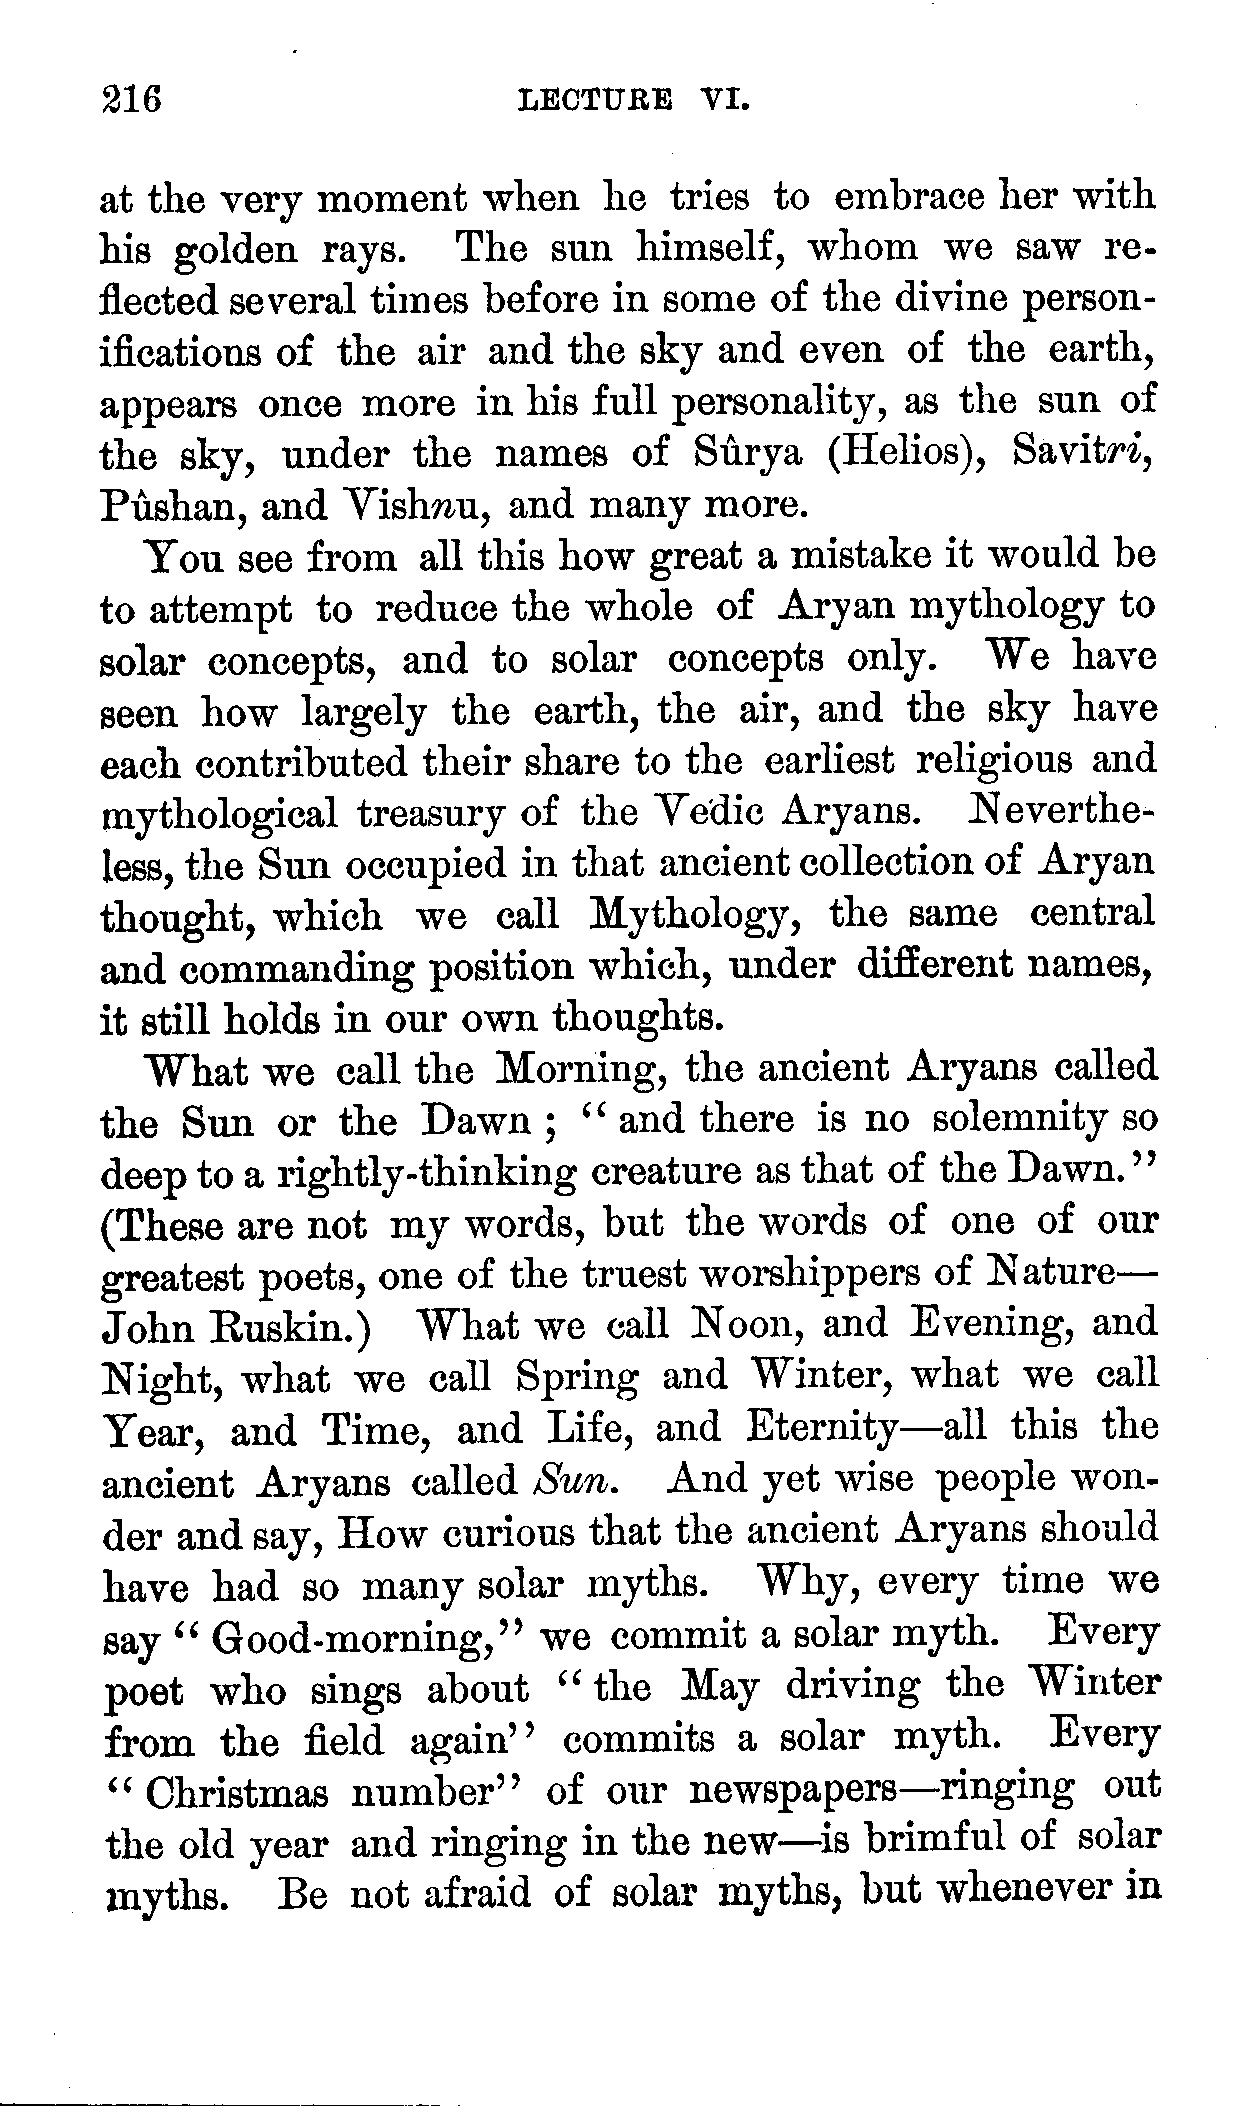 216 LECTURE VI.
at the very moment when he tries to embrace her with
his golden rays. The sun himself, whom we saw re-
flected several times before in some of the divine person-
ifications of the air and the sky and even of the earth,
appears once more in his full personality, as the sun of
the sky, under the names of Sûrya (Helios), Savitri,
Pûshan, and Vishnu, and many more.
You see from all this how great a mistake it would be
to attempt to reduce the whole of Aryan mythology to
solar concepts, and to solar concepts only. We have
seen how largely the earth, the air, and the sky have
each contributed their share to the earliest religious and
mythological treasury of the Vedic Aryans. Neverthe-
less, the Sun occupied in that ancient collection of Aryan
thought, which we call Mythology, the same central
and commanding position which, under different names,
it still holds in our own thoughts.
What we call the Morning, the ancient Aryans called
the Sun or the Dawn ; “ and there is no solemnity so
deep to a rightly-thinking creature as that of the Dawn.”
(These are not my words, but the words of one of our
greatest poets, one of the truest worshippers of Nature—
John Ruskin.) What we call Noon, and Evening, and
Night, what we call Spring and Winter, what we call
Year, and Time, and Life, and Eternity—all this the
ancient Aryans called Sun. And yet wise people won-
der and say, How curious that the ancient Aryans should
have had so many solar myths. Why, every time we
say “ Good-morning,” we commit a solar myth. Every
poet who sings about “ the May driving the Winter
from the field again” commits a solar myth. Every
“ Christmas number” of our newspapers—ringing out
the old year and ringing in the new—is brimful of solar
myths. Be not afraid of solar myths, but whenever in